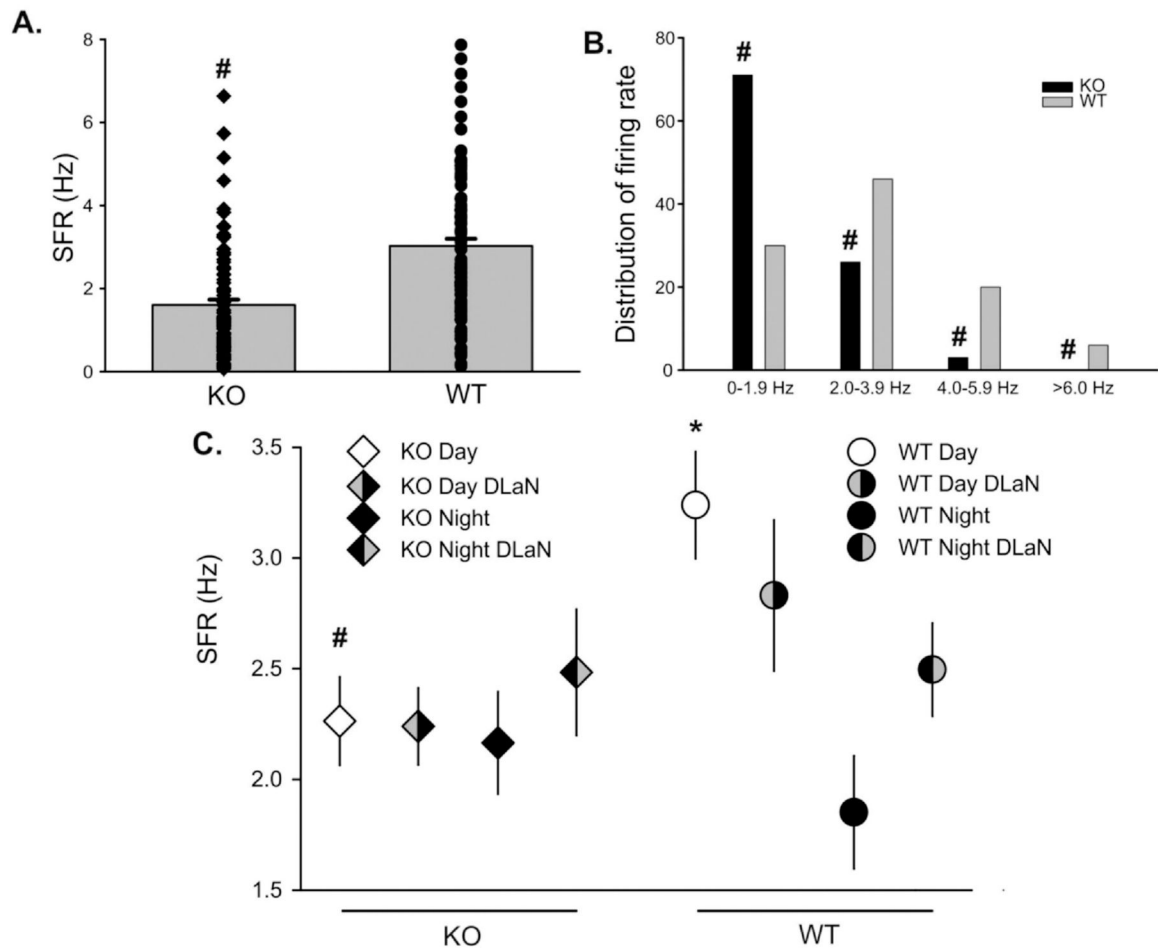 A.
#
SFR (Hz)
8
6
4
2
0
KO
WT
B.
Distribution of firing rate
80
60
40
20
0
#
#
#
#
KO
WT
0-1.9 Hz
2.0-3.9 Hz
4.0-5.9 Hz
>6.0 Hz
C.
SFR (Hz)
3.5
3.0
2.5
2.0
1.5
KO Day
KO Day DLaN
KO Night
KO Night DLaN
#
*
WT Day
WT Day DLaN
WT Night
WT Night DLaN
KO
WT